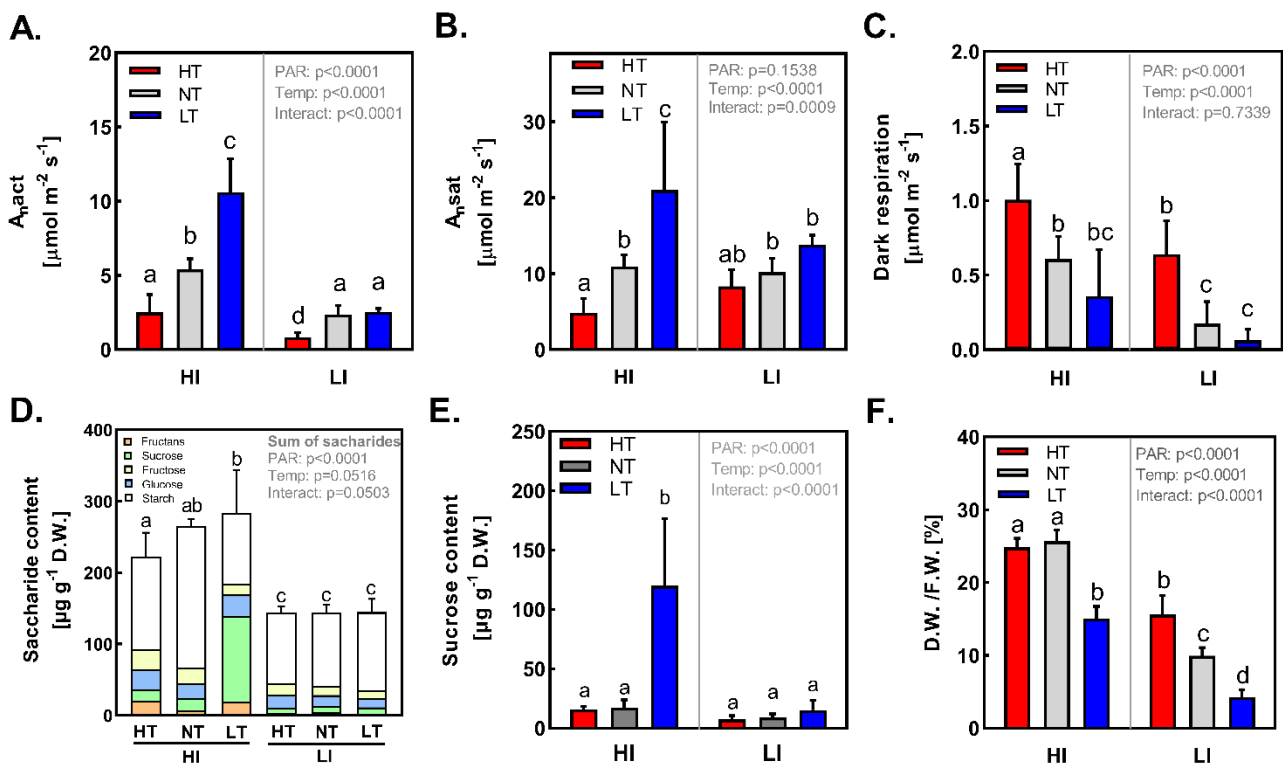 A.
20
15
10
5
0
Aₙact
[µmol m⁻² s⁻¹]
HT
NT
LT
PAR: p<0.0001
Temp: p<0.0001
Interact: p<0.0001
a
b
c
d
a
a
HI
LI
B.
30
20
10
0
Aₙsat
[µmol m⁻² s⁻¹]
HT
NT
LT
PAR: p=0.1538
Temp: p<0.0001
Interact: p=0.0009
a
b
c
ab
b
b
HI
LI
C.
2.0
1.5
1.0
0.5
0.0
Dark respiration
[µmol m⁻² s⁻¹]
HT
NT
LT
PAR: p<0.0001
Temp: p<0.0001
Interact: p=0.7339
a
b
bc
b
c
c
HI
LI
D.
400
300
200
100
0
Saccharide content
[µg g⁻¹ D.W.]
Fructans
Sucrose
Fructose
Glucose
Starch
Sum of sacharides
PAR: p<0.0001
Temp: p=0.0516
Interact: p=0.0503
a
ab
b
c
c
c
HT
NT
LT
HT
NT
LT
HI
LI
E.
250
200
150
100
50
0
Sucrose content
[µg g⁻¹ D.W.]
HT
NT
LT
PAR: p<0.0001
Temp: p<0.0001
Interact: p<0.0001
a
a
b
a
a
a
HI
LI
F.
40
30
20
10
0
D.W. /F.W. [%]
HT
NT
LT
PAR: p<0.0001
Temp: p<0.0001
Interact: p<0.0001
a
a
b
b
c
d
HI
LI